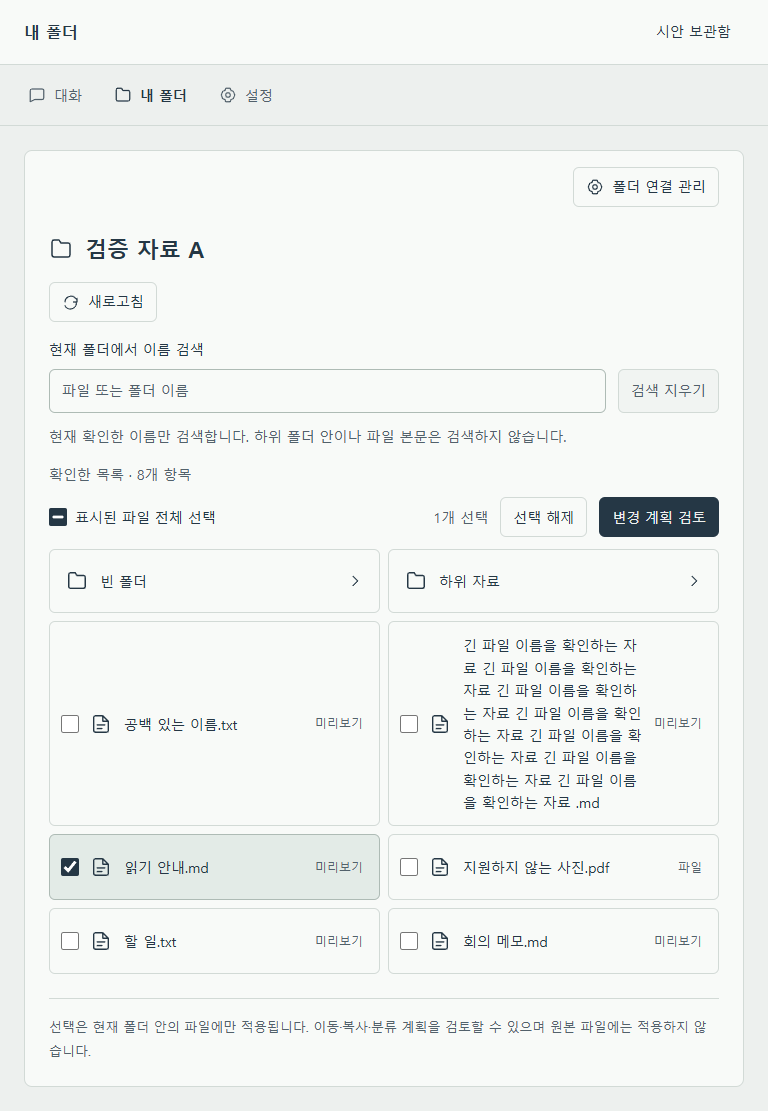 내 폴더
시안 보관함
대화
내 폴더
설정
폴더 연결 관리
검증 자료 A
새로고침
현재 폴더에서 이름 검색
파일 또는 폴더 이름
검색 지우기
현재 확인한 이름만 검색합니다. 하위 폴더 안이나 파일 본문은 검색하지 않습니다.
확인한 목록 · 8개 항목
표시된 파일 전체 선택
1개 선택
선택 해제
변경 계획 검토
빈 폴더
하위 자료
공백 있는 이름.txt
미리보기
긴 파일 이름을 확인하는 자
료 긴 파일 이름을 확인하는
자료 긴 파일 이름을 확인하
는 자료 긴 파일 이름을 확인
하는 자료 긴 파일 이름을 확
인하는 자료 긴 파일 이름을
확인하는 자료 긴 파일 이름
을 확인하는 자료 .md
미리보기
읽기 안내.md
미리보기
지원하지 않는 사진.pdf
파일
할 일.txt
미리보기
회의 메모.md
미리보기
선택은 현재 폴더 안의 파일에만 적용됩니다. 이동·복사·분류 계획을 검토할 수 있으며 원본 파일에는 적용하지 않
습니다.